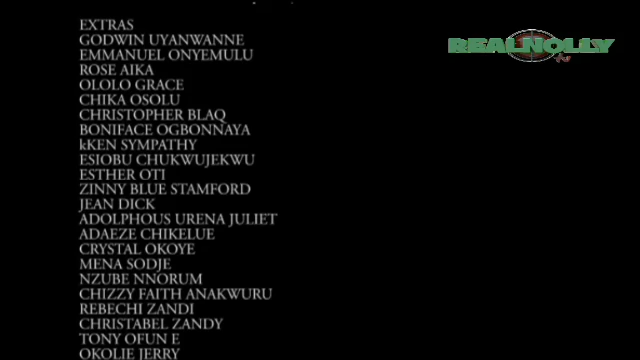 EXTRAS
GODWIN UYANWANNE
EMMANUEL ONYEMULU
ROSE AIKA
OLOLO GRACE
CHIKA OSOLU
CHRISTOPHER BLAQ
BONIFACE OGBONNAYA
kKEN SYMPATHY
ESIOBU CHUKWUJEKWU
ESTHER OTI
ZINNY BLUE STAMFORD
JEAN DICK
ADOLPHOUS URENA JULIET
ADAEZE CHIKELUE
CRYSTAL OKOYE
MENA SODJE
NZUBE NNORUM
CHIZZY FAITH ANAKWURU
REBECHI ZANDI
CHRISTABEL ZANDY
TONY OFUN E
OKOLIE JERRY
REALNOLLY
tv